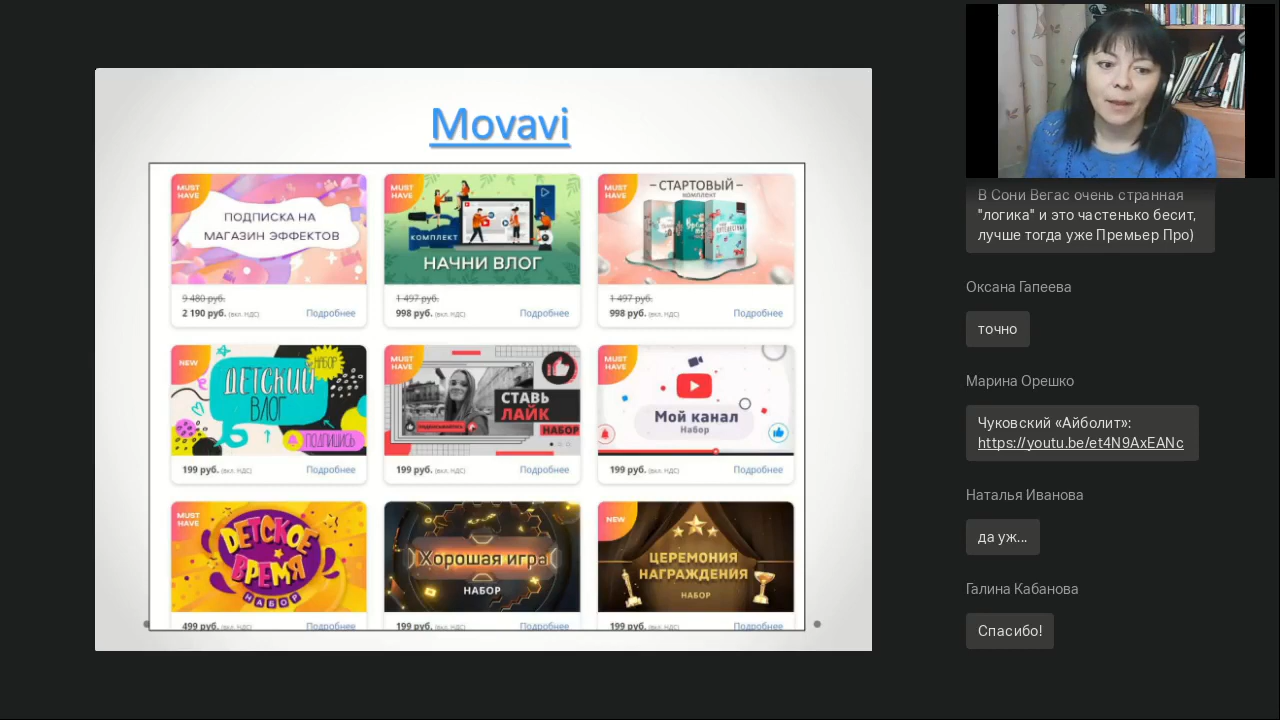 Movavi
MUST HAVE
ПОДПИСКА НА
МАГАЗИН ЭФФЕКТОВ
9 480 руб.
2 190 руб. (вкл. НДС)
Подробнее
MUST HAVE
КОМПЛЕКТ
НАЧНИ ВЛОГ
1 497 руб.
998 руб. (вкл. НДС)
Подробнее
MUST HAVE
– СТАРТОВЫЙ –
КОМПЛЕКТ
1 497 руб.
998 руб. (вкл. НДС)
Подробнее
NEW
НАБОР
ДЕТСКИЙ
ВЛОГ
ПОДПИШИСЬ
199 руб. (вкл. НДС)
Подробнее
MUST HAVE
СТАВЬ
ЛАЙК
НАБОР
199 руб. (вкл. НДС)
Подробнее
MUST HAVE
Мой канал
Набор
199 руб. (вкл. НДС)
Подробнее
MUST HAVE
ДЕТСКОЕ
ВРЕМЯ
НАБОР
499 руб. (вкл. НДС)
Подробнее
Хорошая игра
НАБОР
199 руб. (вкл. НДС)
Подробнее
NEW
ЦЕРЕМОНИЯ
НАГРАЖДЕНИЯ
НАБОР
199 руб. (вкл. НДС)
Подробнее
В Сони Вегас очень странная
"логика" и это частенько бесит,
лучше тогда уже Премьер Про)
Оксана Гапеева
точно
Марина Орешко
Чуковский «Айболит»:
https://youtu.be/et4N9AxEANc
Наталья Иванова
да уж...
Галина Кабанова
Спасибо!